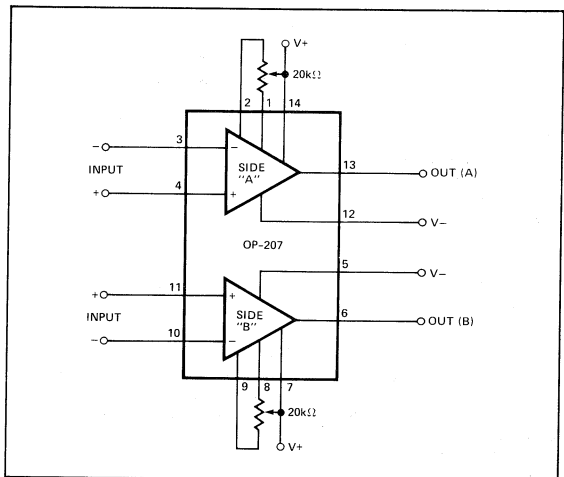 V+
20kΩ
2 1 14
− 3 − 13 OUT (A)
INPUT SIDE "A"
+ 4 + 12 V−
OP-207
5 V−
+ 11 + 6 OUT (B)
INPUT SIDE "B"
− 10 −
9 8 7
20kΩ
V+